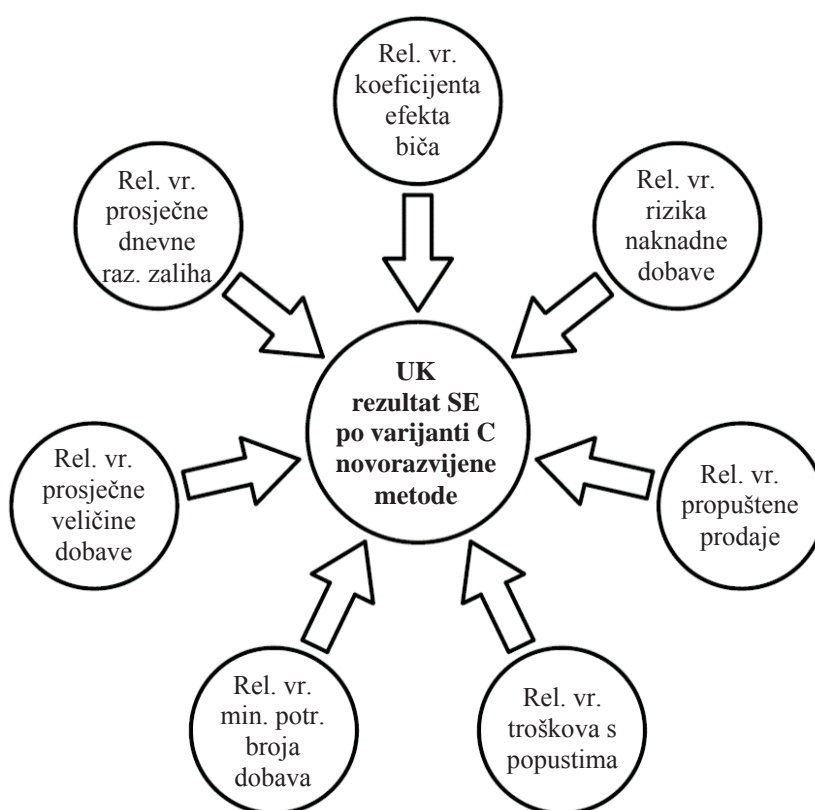 Rel. vr.
koeficijenta
efekta
biča
Rel. vr.
prosječne
dnevne
raz. zaliha
Rel. vr.
rizika
naknadne
dobave
UK
rezultat SE
po varijanti C
novorazvijene
metode
Rel. vr.
prosječne
veličine
dobave
Rel. vr.
propuštene
prodaje
Rel. vr.
min. potr.
broja
dobava
Rel. vr.
troškova s
popustima